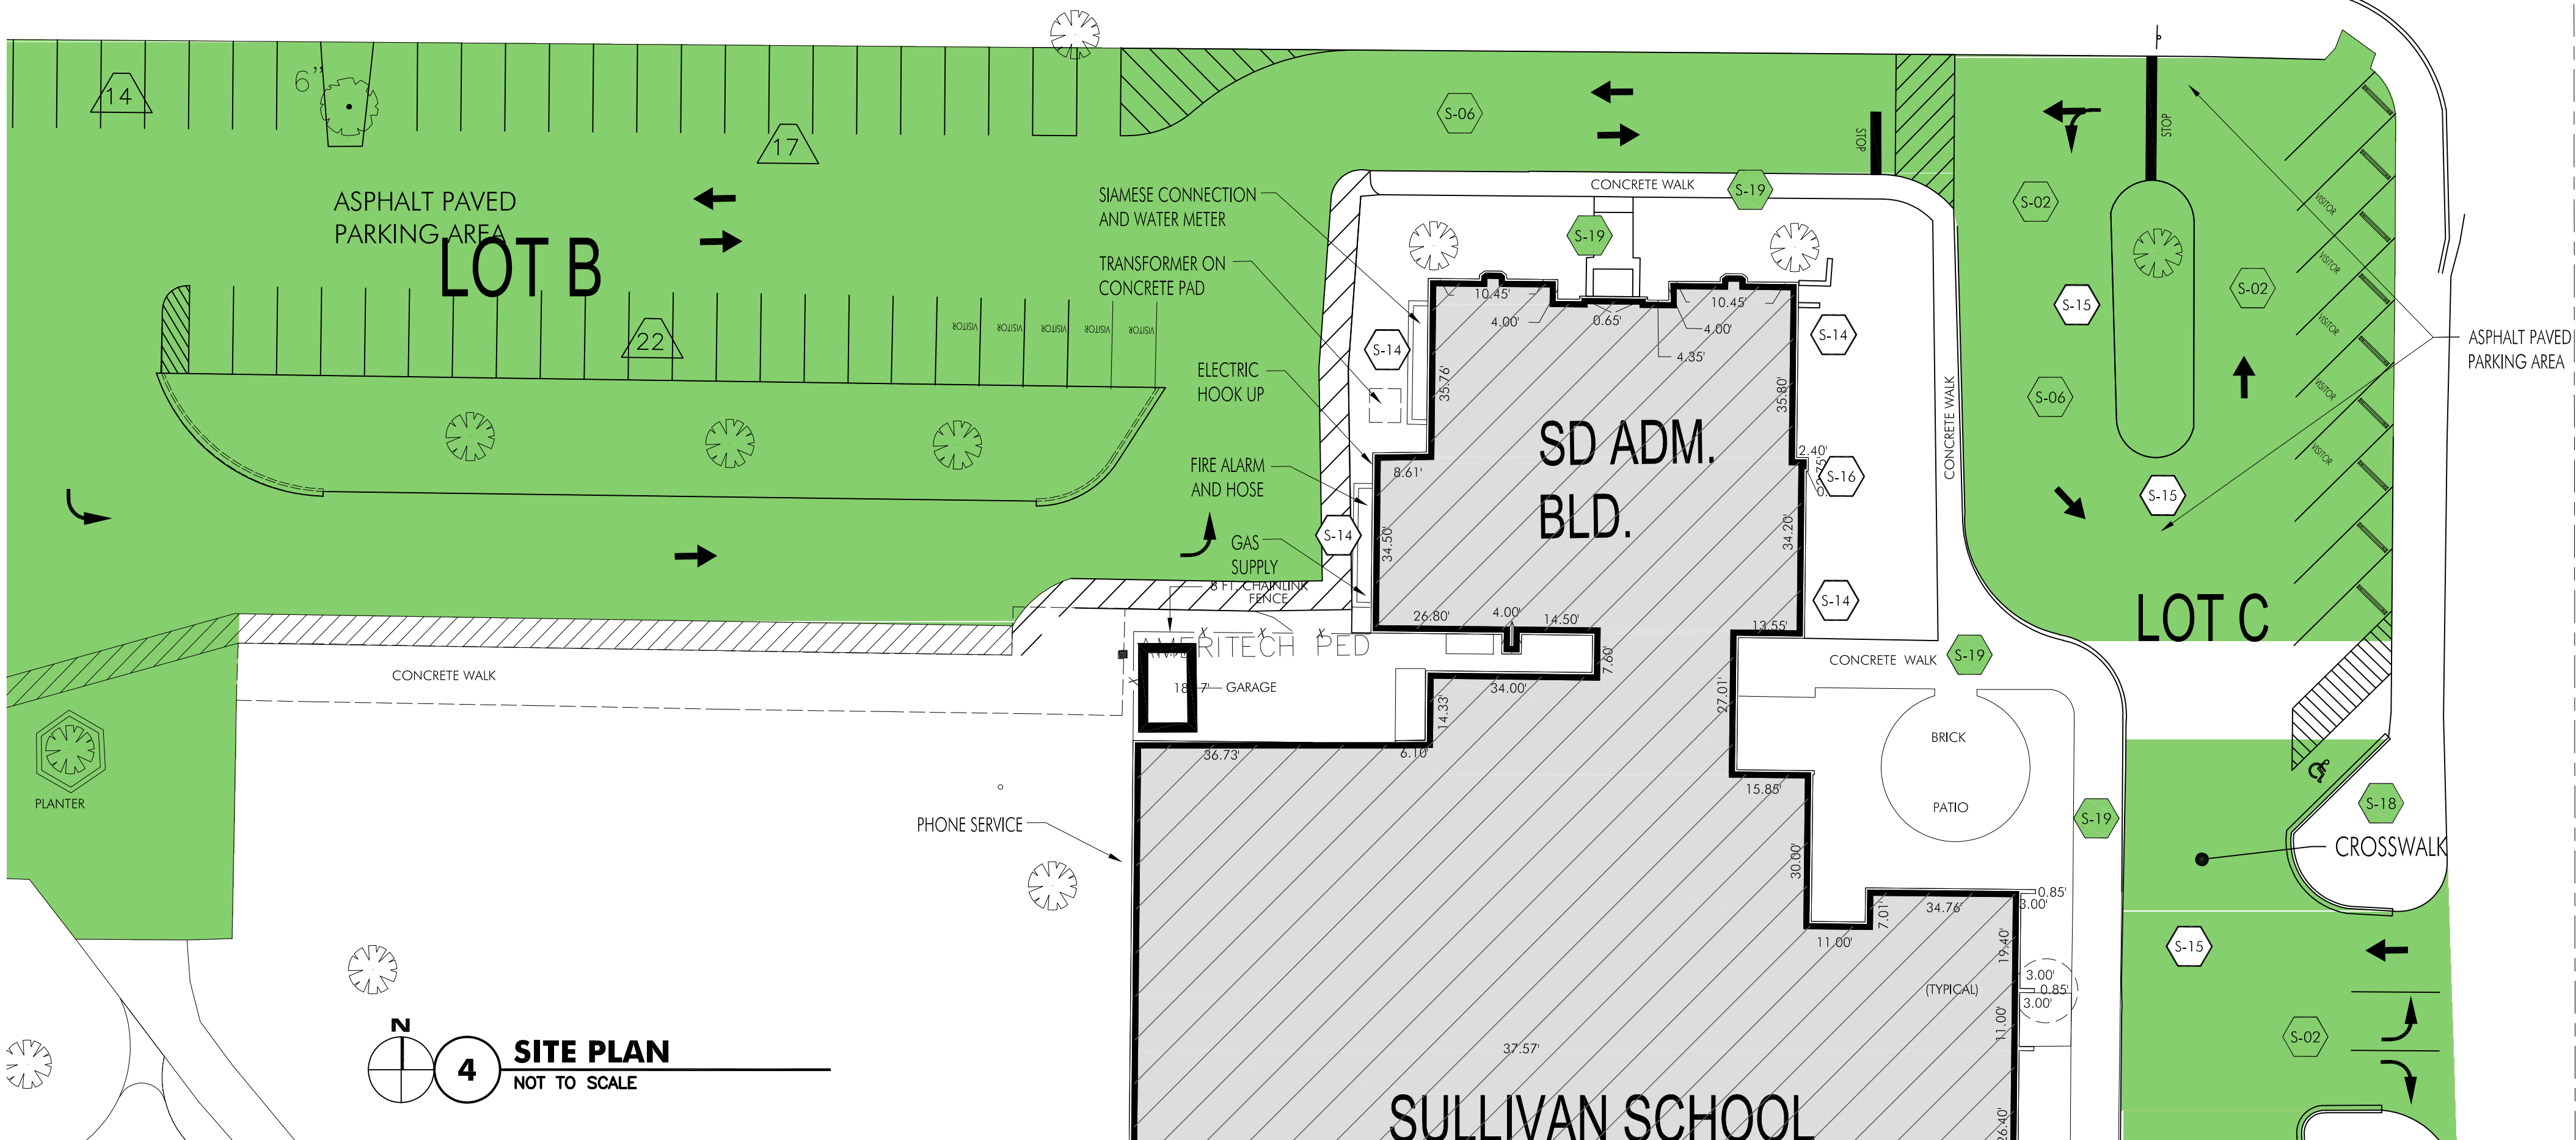 14
6"
17
ASPHALT PAVED
PARKING AREA
LOT B
22
VISITOR
VISITOR
VISITOR
VISITOR
VISITOR
S-06
STOP
STOP
CONCRETE WALK
S-19
S-19
SIAMESE CONNECTION
AND WATER METER
TRANSFORMER ON
CONCRETE PAD
ELECTRIC
HOOK UP
FIRE ALARM
AND HOSE
GAS
SUPPLY
8 FT. CHAINLINK
FENCE
S-14
S-14
S-14
S-16
S-14
10.45'
4.00'
0.65'
10.45'
4.00'
4.35'
35.76'
35.80'
SD ADM.
BLD.
8.61'
2.40'
34.50'
34.20'
26.80'
4.00'
14.50'
13.55'
CONCRETE WALK
S-02
S-15
S-06
S-02
S-15
VISITOR
VISITOR
VISITOR
VISITOR
VISITOR
ASPHALT PAVED
PARKING AREA
LOT C
X
X
X
X
AMERITECH PED
GARAGE
7.60'
34.00'
14.33'
27.01'
36.73'
6.10'
15.85'
CONCRETE WALK
S-19
BRICK
PATIO
S-19
S-18
CROSSWALK
CONCRETE WALK
PLANTER
PHONE SERVICE
30.00'
7.01'
11.00'
34.76'
0.85'
3.00'
19.40'
3.00'
0.85'
3.00'
(TYPICAL)
11.00'
26.40'
S-15
S-02
37.57'
SULLIVAN SCHOOL
N
4
SITE PLAN
NOT TO SCALE